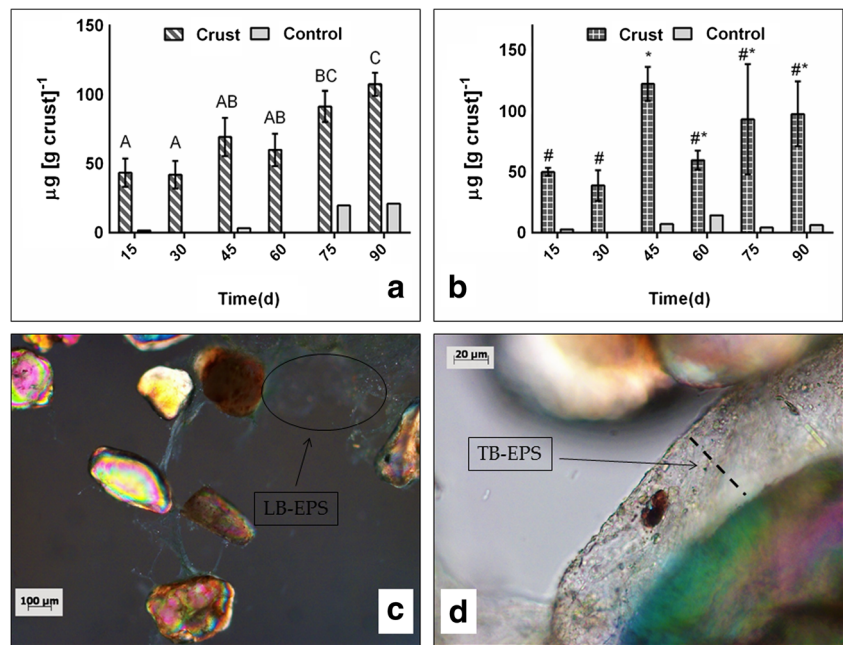 150
Crust
Control
C
BC
100
AB
AB
A
A
50
0
15
30
45
60
75
90
µg [g crust]⁻¹
Time(d)
a
Crust
Control
150
*
#*
#*
100
#*
#
#
50
0
15
30
45
60
75
90
µg [g crust]⁻¹
Time(d)
b
LB-EPS
100 µm
c
20 µm
TB-EPS
d